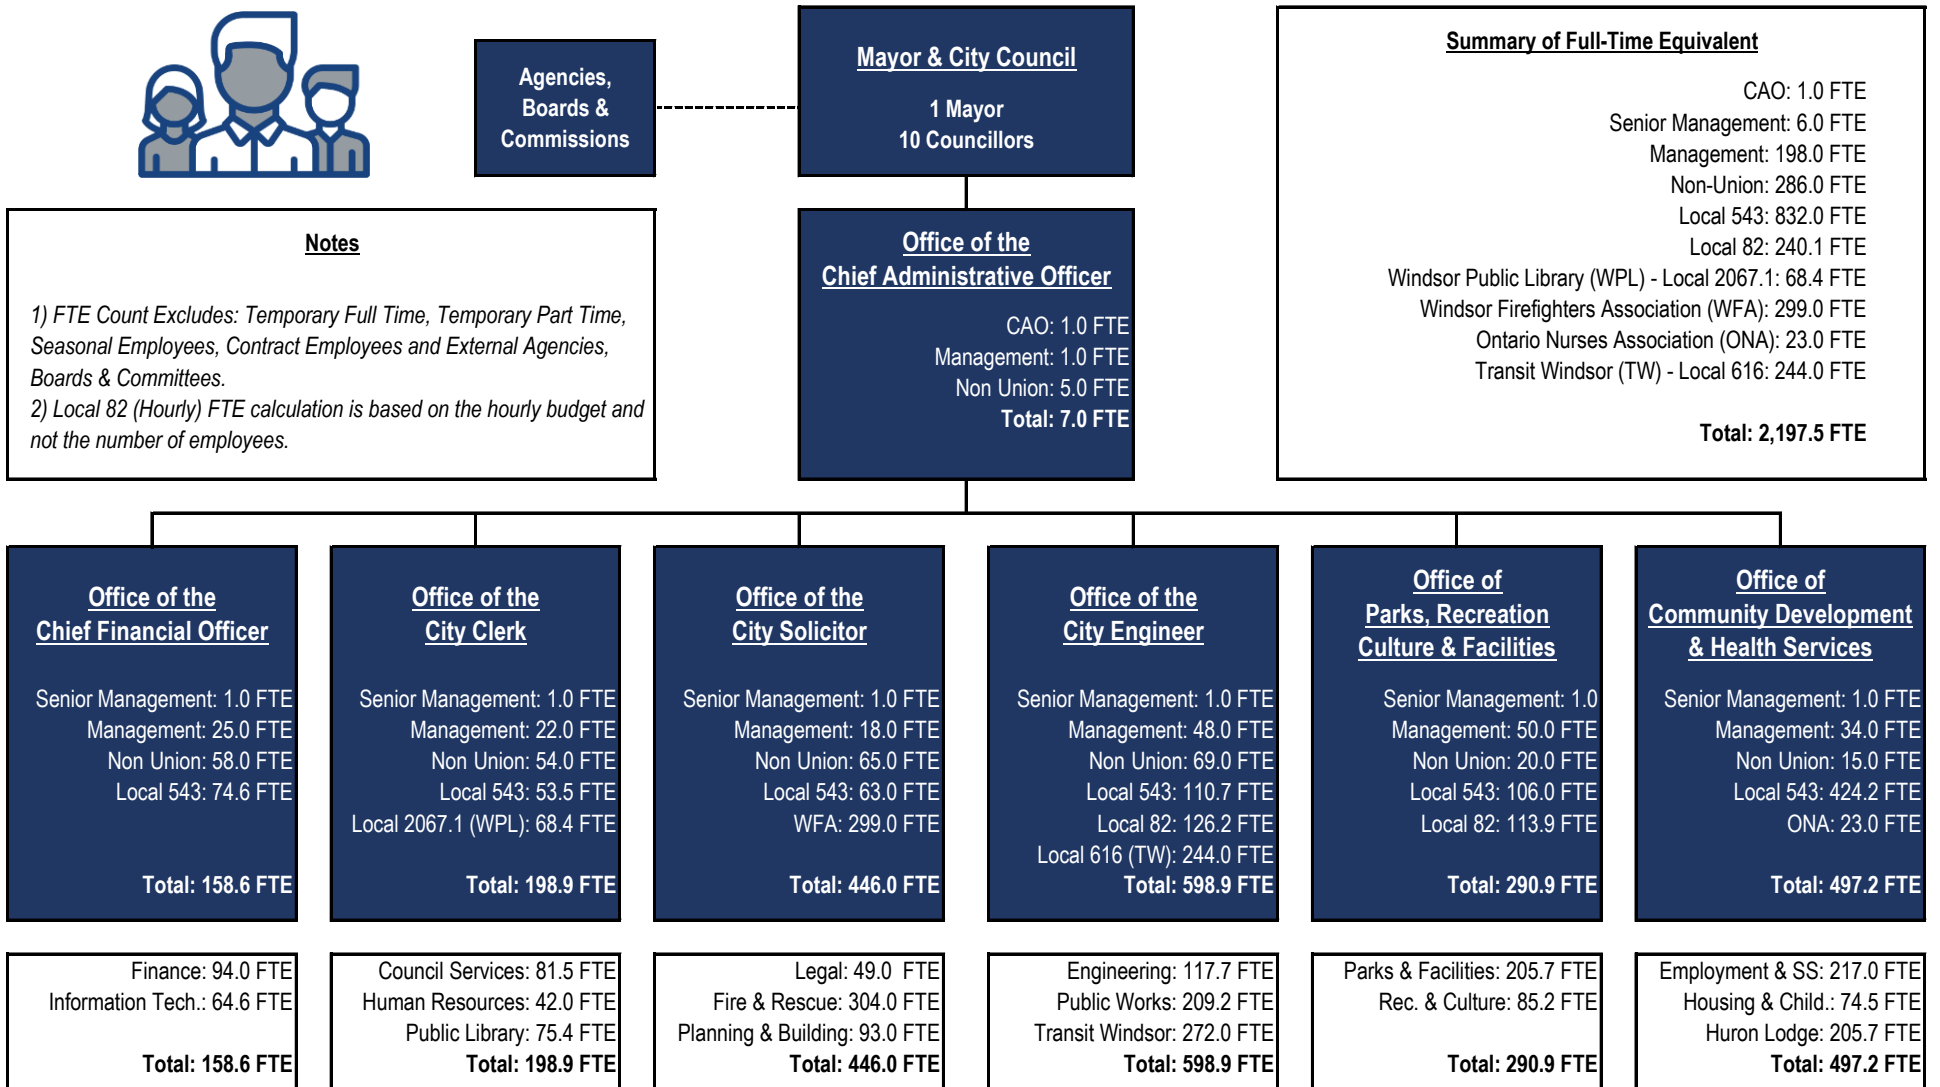 Agencies,
Boards &
Commissions
Mayor & City Council
1 Mayor
10 Councillors
Summary of Full-Time Equivalent
CAO: 1.0 FTE
Senior Management: 6.0 FTE
Management: 198.0 FTE
Non-Union: 286.0 FTE
Local 543: 832.0 FTE
Local 82: 240.1 FTE
Windsor Public Library (WPL) - Local 2067.1: 68.4 FTE
Windsor Firefighters Association (WFA): 299.0 FTE
Ontario Nurses Association (ONA): 23.0 FTE
Transit Windsor (TW) - Local 616: 244.0 FTE
Total: 2,197.5 FTE
Notes
1) FTE Count Excludes: Temporary Full Time, Temporary Part Time,
Seasonal Employees, Contract Employees and External Agencies,
Boards & Committees.
2) Local 82 (Hourly) FTE calculation is based on the hourly budget and
not the number of employees.
Office of the
Chief Administrative Officer
CAO: 1.0 FTE
Management: 1.0 FTE
Non Union: 5.0 FTE
Total: 7.0 FTE
Office of the
Chief Financial Officer
Senior Management: 1.0 FTE
Management: 25.0 FTE
Non Union: 58.0 FTE
Local 543: 74.6 FTE
Total: 158.6 FTE
Office of the
City Clerk
Senior Management: 1.0 FTE
Management: 22.0 FTE
Non Union: 54.0 FTE
Local 543: 53.5 FTE
Local 2067.1 (WPL): 68.4 FTE
Total: 198.9 FTE
Office of the
City Solicitor
Senior Management: 1.0 FTE
Management: 18.0 FTE
Non Union: 65.0 FTE
Local 543: 63.0 FTE
WFA: 299.0 FTE
Total: 446.0 FTE
Office of the
City Engineer
Senior Management: 1.0 FTE
Management: 48.0 FTE
Non Union: 69.0 FTE
Local 543: 110.7 FTE
Local 82: 126.2 FTE
Local 616 (TW): 244.0 FTE
Total: 598.9 FTE
Office of
Parks, Recreation
Culture & Facilities
Senior Management: 1.0
Management: 50.0 FTE
Non Union: 20.0 FTE
Local 543: 106.0 FTE
Local 82: 113.9 FTE
Total: 290.9 FTE
Office of
Community Development
& Health Services
Senior Management: 1.0 FTE
Management: 34.0 FTE
Non Union: 15.0 FTE
Local 543: 424.2 FTE
ONA: 23.0 FTE
Total: 497.2 FTE
Finance: 94.0 FTE
Information Tech.: 64.6 FTE
Total: 158.6 FTE
Council Services: 81.5 FTE
Human Resources: 42.0 FTE
Public Library: 75.4 FTE
Total: 198.9 FTE
Legal: 49.0 FTE
Fire & Rescue: 304.0 FTE
Planning & Building: 93.0 FTE
Total: 446.0 FTE
Engineering: 117.7 FTE
Public Works: 209.2 FTE
Transit Windsor: 272.0 FTE
Total: 598.9 FTE
Parks & Facilities: 205.7 FTE
Rec. & Culture: 85.2 FTE
Total: 290.9 FTE
Employment & SS: 217.0 FTE
Housing & Child.: 74.5 FTE
Huron Lodge: 205.7 FTE
Total: 497.2 FTE